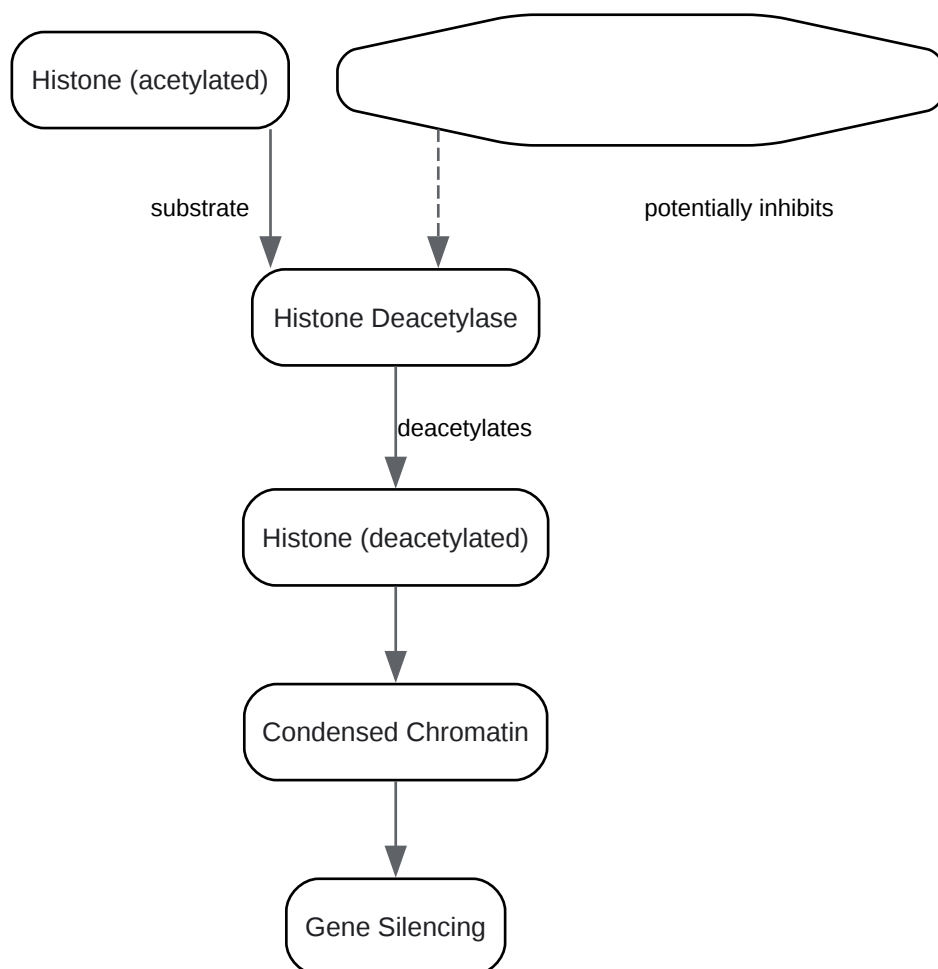 Histone (acetylated)
substrate
potentially inhibits
Histone Deacetylase
deacetylates
Histone (deacetylated)
Condensed Chromatin
Gene Silencing